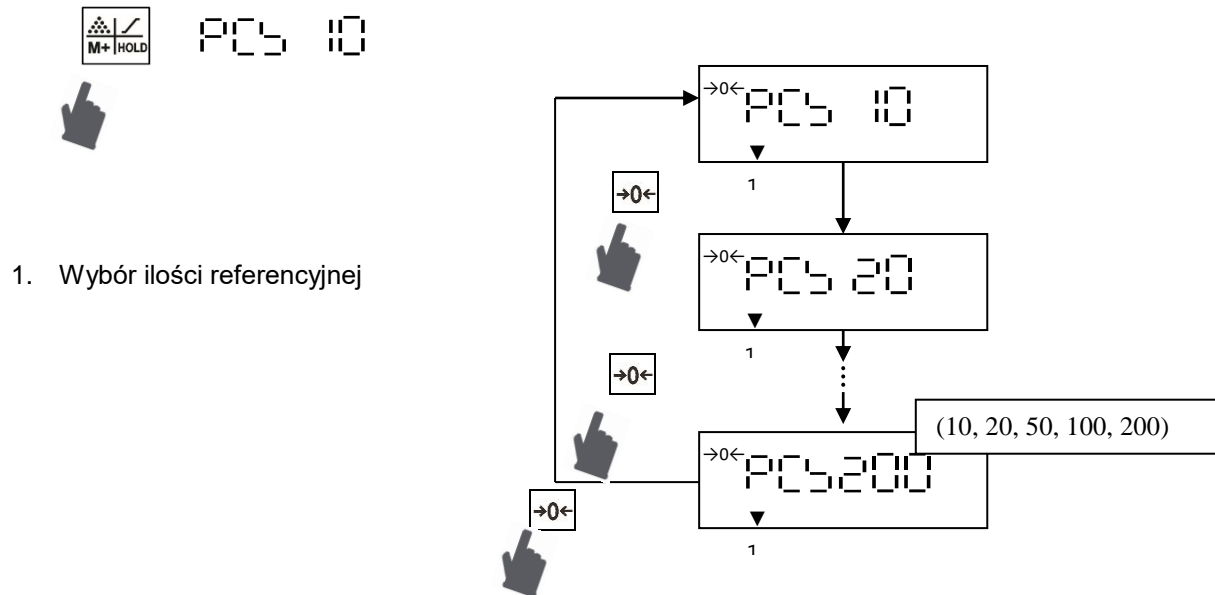 M+ HOLD PCS 10
→0← PCS 10
1
→0←
1. Wybór ilości referencyjnej
→0← PCS 20
1
→0←
(10, 20, 50, 100, 200)
→0← PCS200
→0←
1